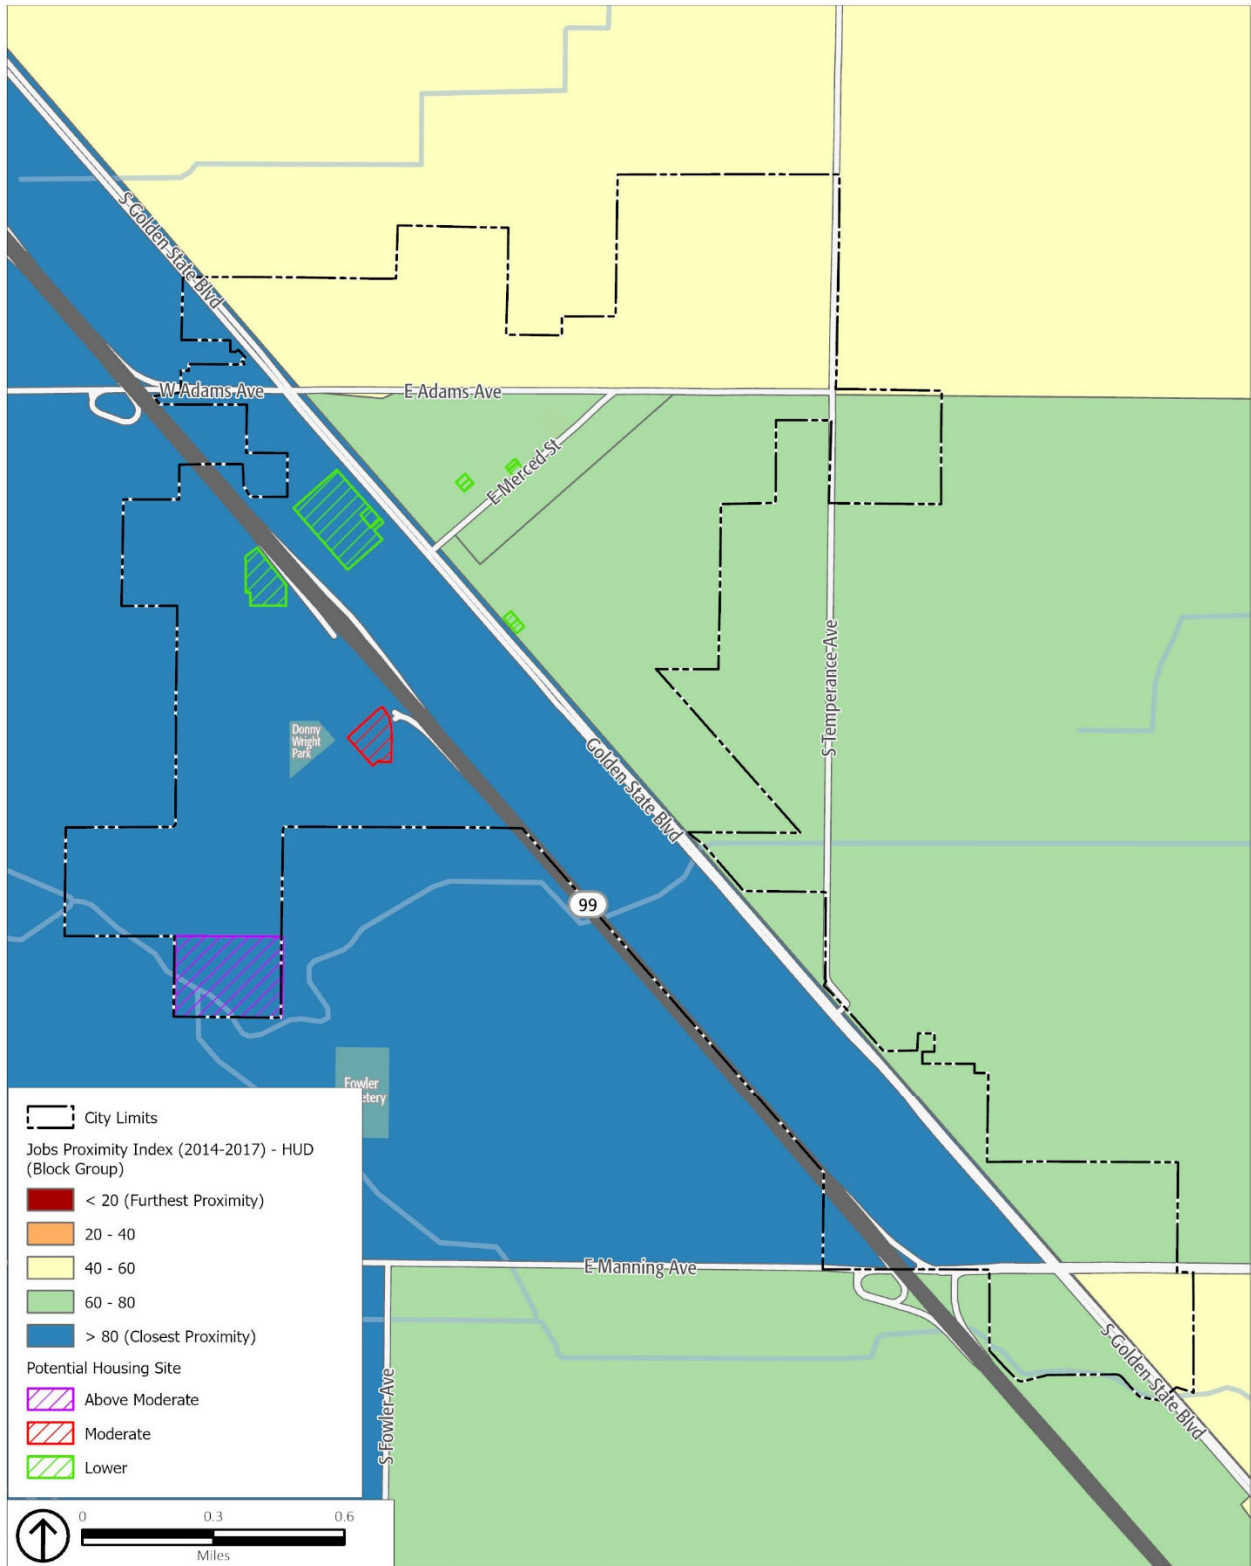 S Golden State Blvd
W Adams Ave
E Adams Ave
E Merced St
S Temperance Ave
Donny
Wright
Park
Golden State Blvd
99
Fowler
etery
E Manning Ave
S Golden State Blvd
S Fowler Ave
City Limits
Jobs Proximity Index (2014-2017) - HUD
(Block Group)
< 20 (Furthest Proximity)
20 - 40
40 - 60
60 - 80
> 80 (Closest Proximity)
Potential Housing Site
Above Moderate
Moderate
Lower
0 0.3 0.6
Miles